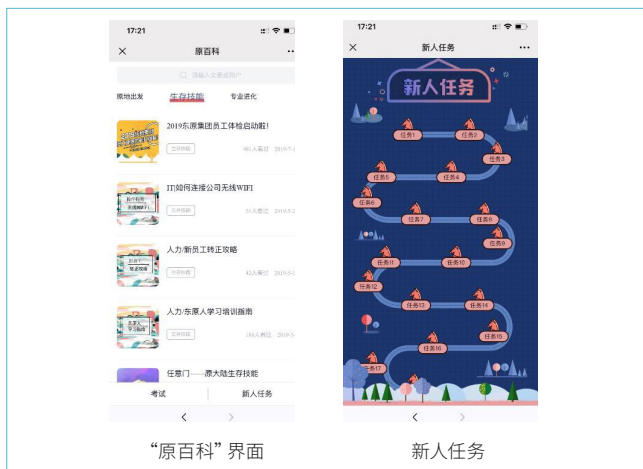 17:21
原百科
请输入文章或用户
原地出发
生存技能
专业进化
2019东原集团员工体检启动啦!
生存技能
IT|如何连接公司无线WIFI
生存技能
人力/新员工转正攻略
生存技能
人力/东原人学习培训指南
生存技能
任意门——原大陆生存技能
考试
新人任务
“原百科”界面
17:21
新人任务
新人任务
任务1
任务2
任务3
任务5
任务4
任务6
任务7
任务8
任务9
任务11
任务10
任务12
任务13
任务14
任务15
任务16
任务17
新人任务